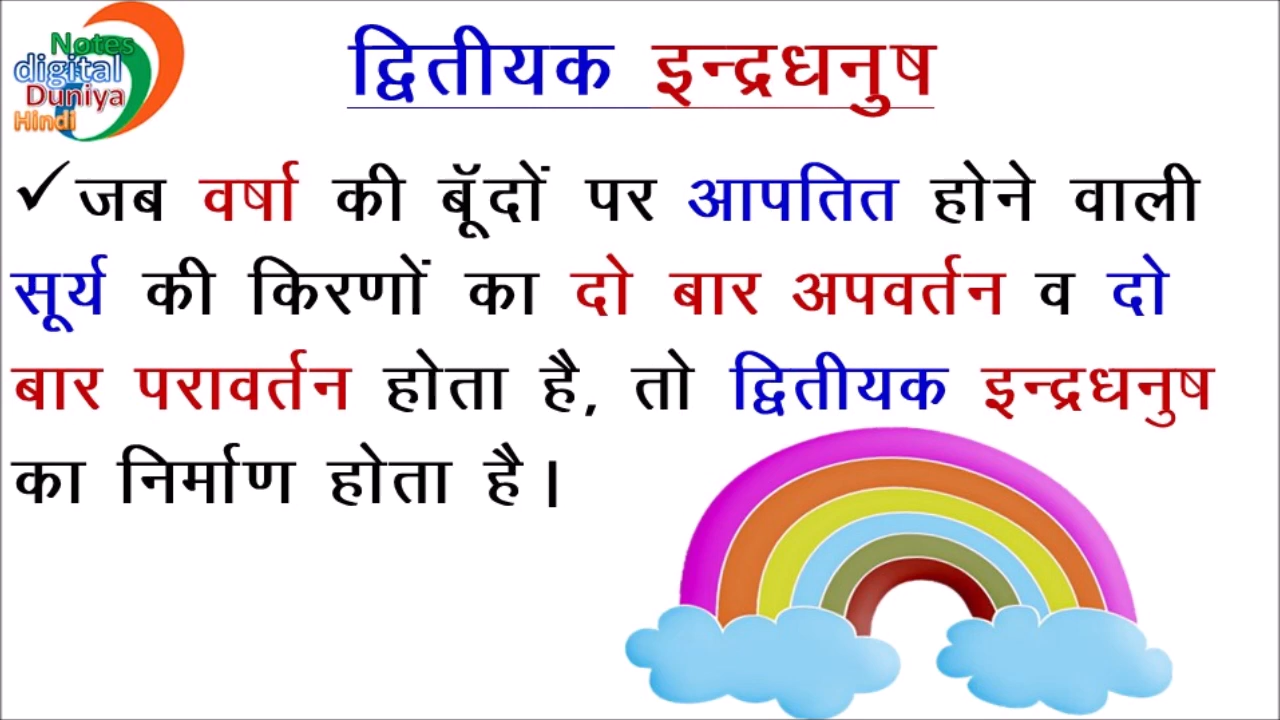 Notes
digital
Duniya
Hindi
द्वितीयक इन्द्रधनुष
✓जब वर्षा की बूॅंदों पर आपतित होने वाली
सूर्य की किरणों का दो बार अपवर्तन व दो
बार परावर्तन होता है, तो द्वितीयक इन्द्रधनुष
का निर्माण होता है।